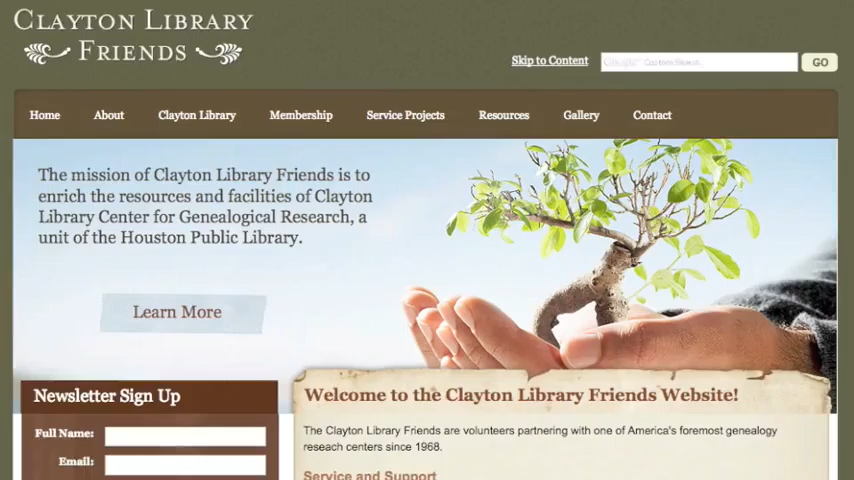 CLAYTON LIBRARY
FRIENDS
Skip to Content
Google™ Custom Search
GO
Home About Clayton Library Membership Service Projects Resources Gallery Contact
The mission of Clayton Library Friends is to
enrich the resources and facilities of Clayton
Library Center for Genealogical Research, a
unit of the Houston Public Library.
Learn More
Newsletter Sign Up
Full Name:
Email:
Welcome to the Clayton Library Friends Website!
The Clayton Library Friends are volunteers partnering with one of America's foremost genealogy
reseach centers since 1968.
Service and Support